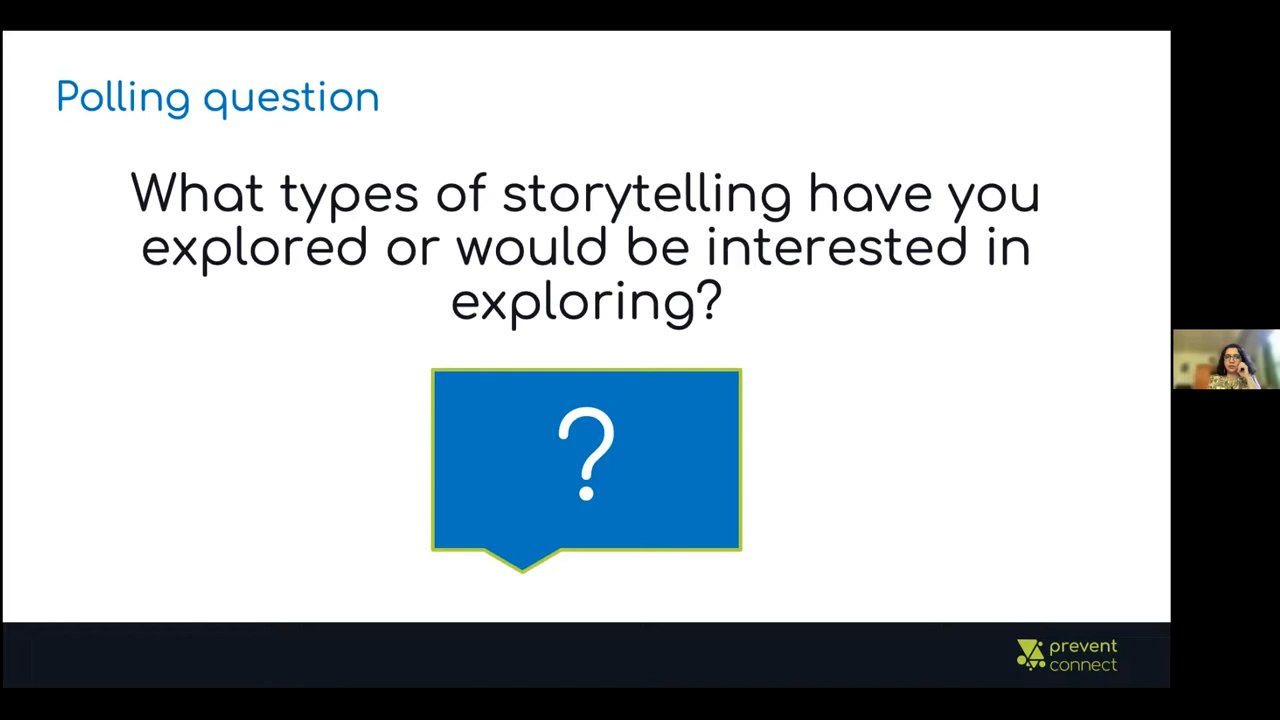 Polling question
What types of storytelling have you
explored or would be interested in
exploring?
?
prevent
connect